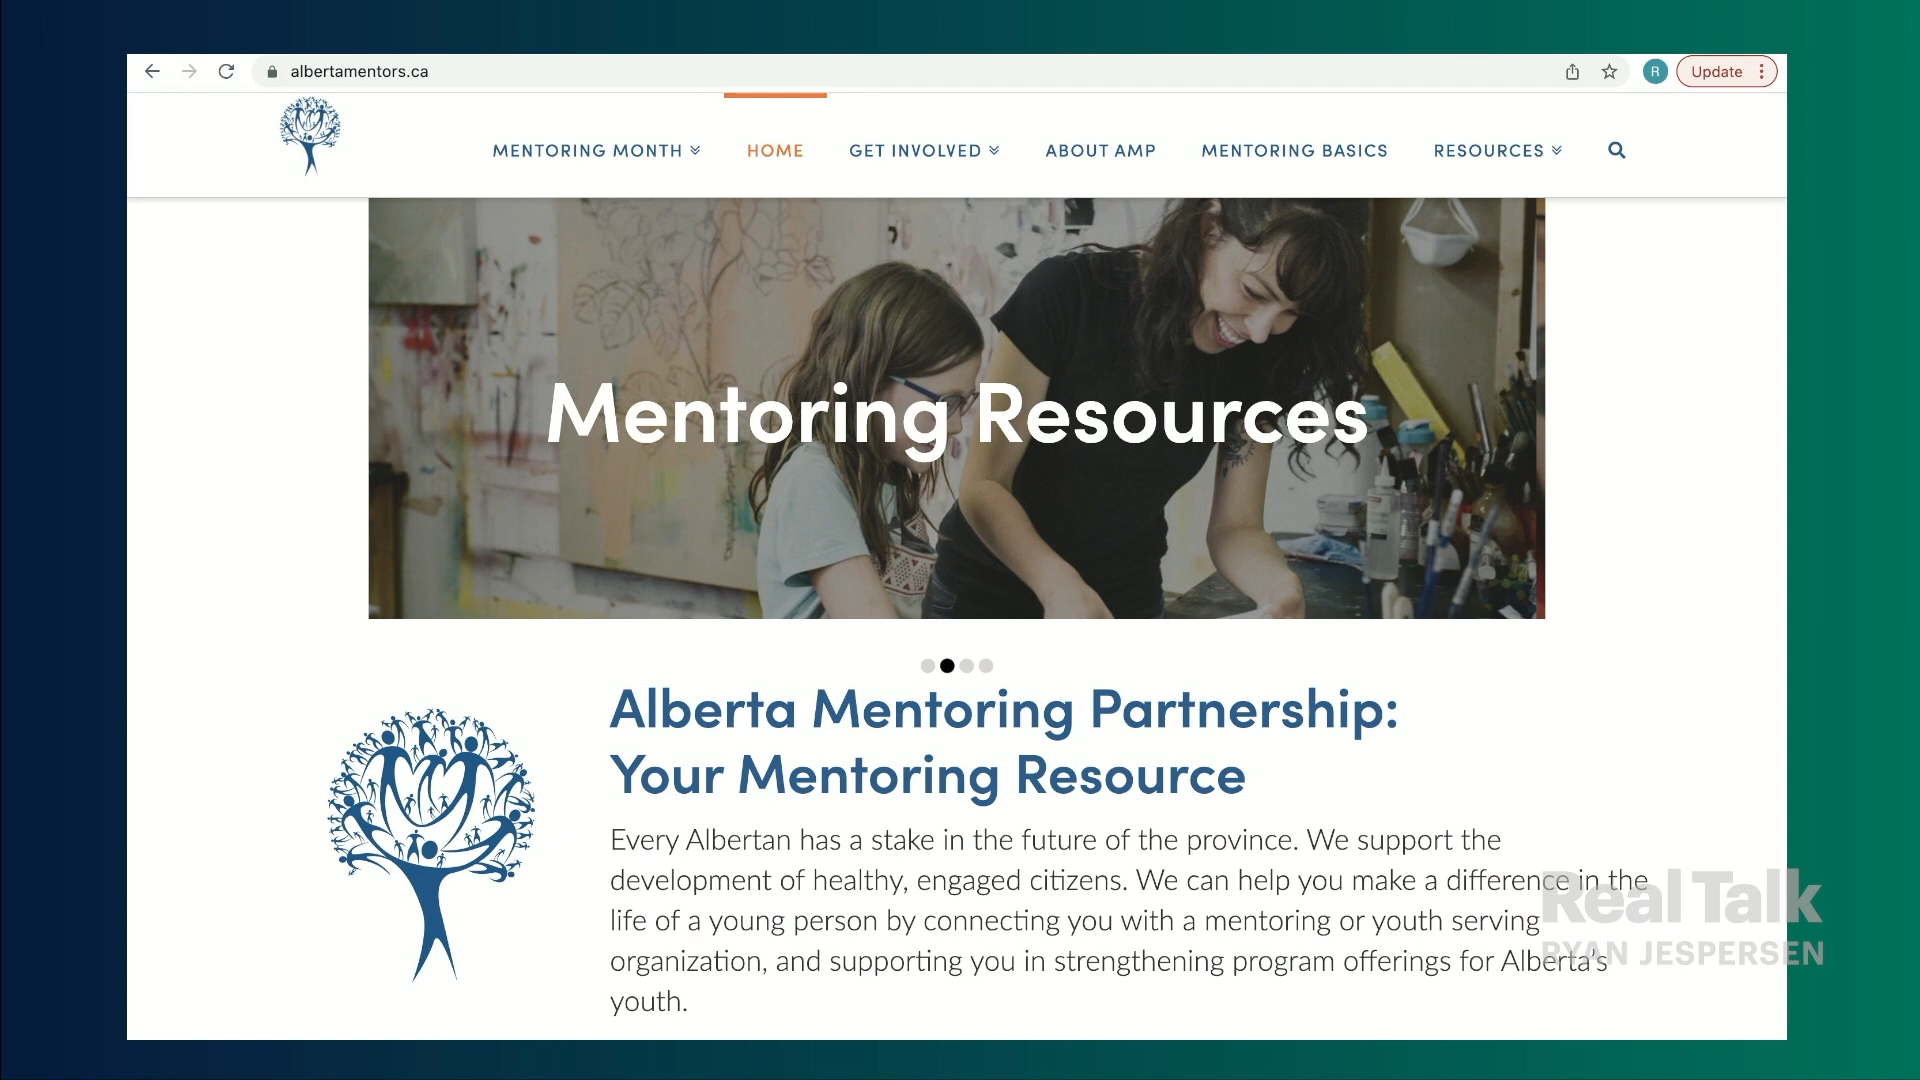 albertamentors.ca
R
Update
MENTORING MONTH
HOME
GET INVOLVED
ABOUT AMP
MENTORING BASICS
RESOURCES
Mentoring Resources
Alberta Mentoring Partnership:
Your Mentoring Resource
Every Albertan has a stake in the future of the province. We support the
development of healthy, engaged citizens. We can help you make a difference in the
life of a young person by connecting you with a mentoring or youth serving
organization, and supporting you in strengthening program offerings for Alberta's
youth.
Real Talk
RYAN JESPERSEN